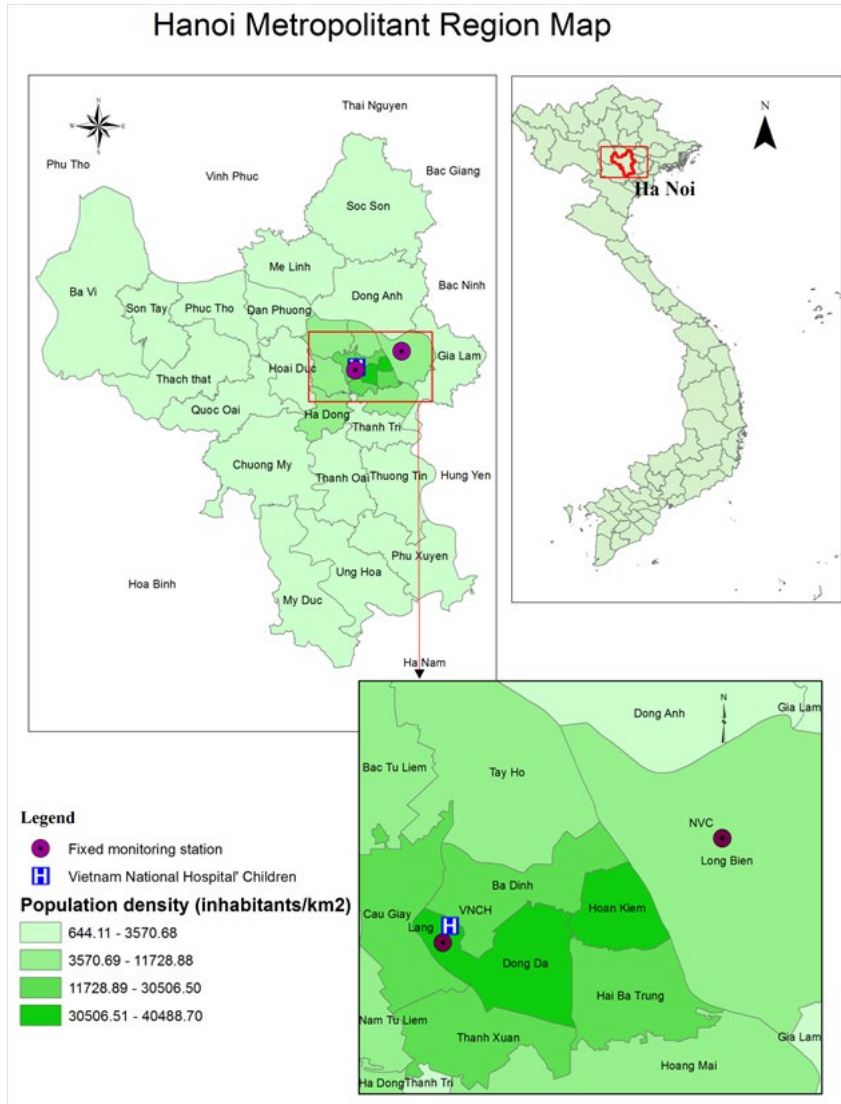 Hanoi Metropolitant Region Map
Thai Nguyen
N
W
E
S
Phu Tho
Vinh Phuc
Bac Giang
Soc Son
Me Linh
Ba Vi
Son Tay
Phuc Tho
Dan Phuong
Dong Anh
Bac Ninh
Gia Lam
Hoai Duc
H
Thach that
Quoc Oai
Ha Dong
Thanh Tri
Chuong My
Thanh Oai
Thuong Tin
Hung Yen
Phu Xuyen
Hoa Binh
Ung Hoa
My Duc
Ha Nam
N
Ha Noi
N
Dong Anh
Gia Lam
Bac Tu Liem
Tay Ho
NVC
Long Bien
Ba Dinh
Hoan Kiem
Cau Giay
VNCH
Lang
H
Dong Da
Hai Ba Trung
Nam Tu Liem
Thanh Xuan
Gia Lam
Hoang Mai
Ha Dong
Thanh Tri
Legend
Fixed monitoring station
H Vietnam National Hospital' Children
Population density (inhabitants/km2)
644.11 - 3570.68
3570.69 - 11728.88
11728.89 - 30506.50
30506.51 - 40488.70